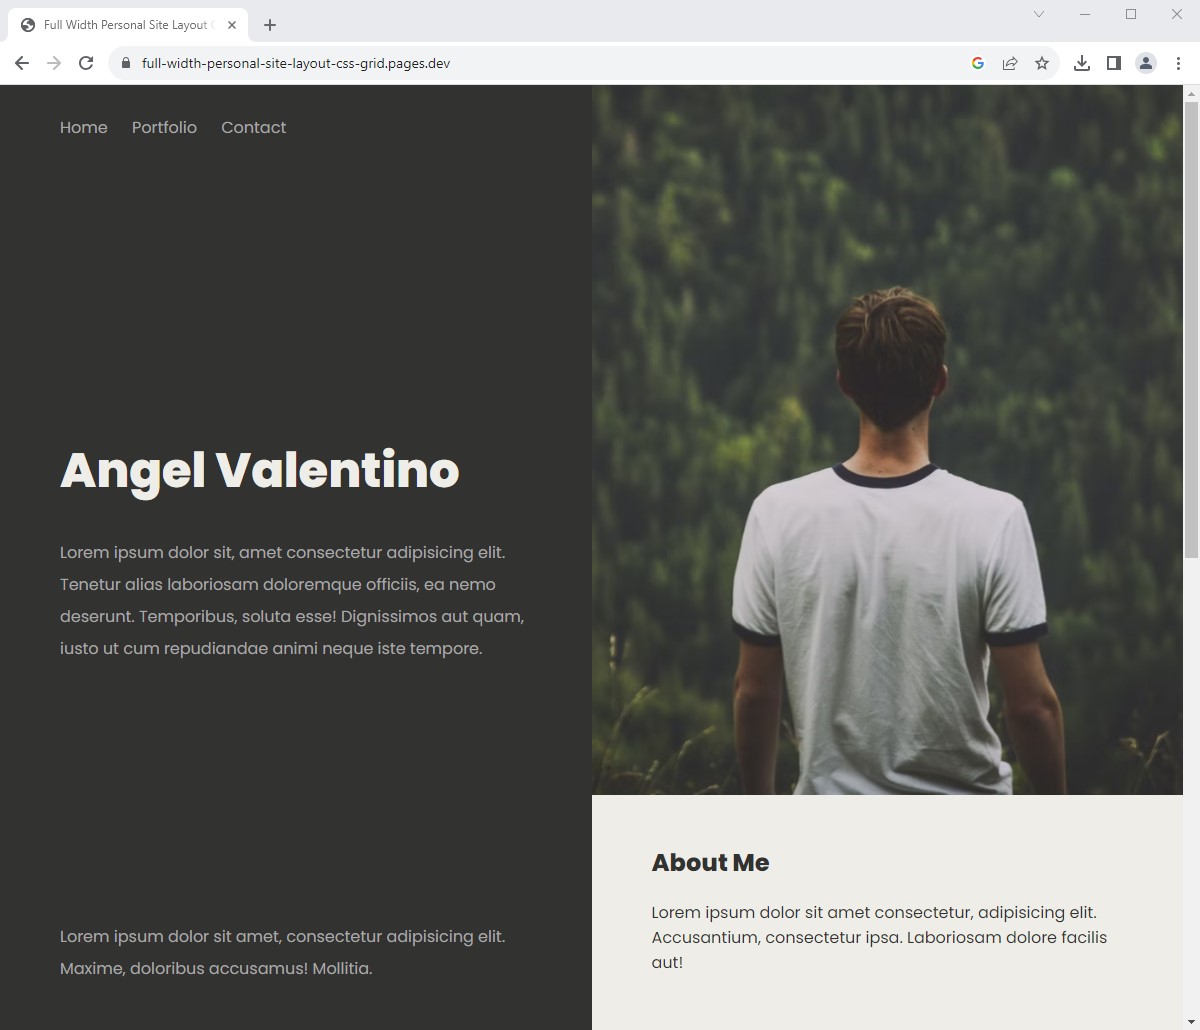 Full Width Personal Site Layout
full-width-personal-site-layout-css-grid.pages.dev
Home Portfolio Contact
Angel Valentino
Lorem ipsum dolor sit, amet consectetur adipisicing elit.
Tenetur alias laboriosam doloremque officiis, ea nemo
deserunt. Temporibus, soluta esse! Dignissimos aut quam,
iusto ut cum repudiandae animi neque iste tempore.
Lorem ipsum dolor sit amet, consectetur adipisicing elit.
Maxime, doloribus accusamus! Mollitia.
About Me
Lorem ipsum dolor sit amet consectetur, adipisicing elit.
Accusantium, consectetur ipsa. Laboriosam dolore facilis
aut!